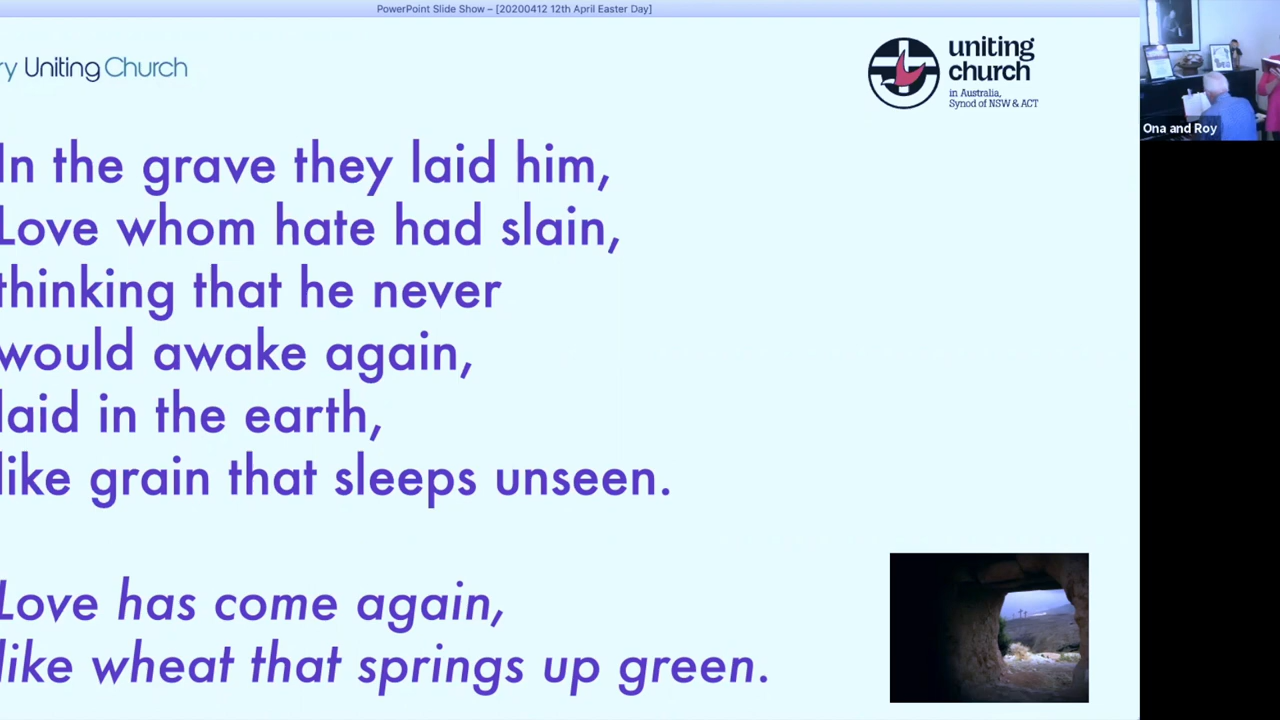 PowerPoint Slide Show – [20200412 12th April Easter Day]
ry Uniting Church
uniting
church
in Australia,
Synod of NSW & ACT
Ona and Roy
In the grave they laid him,
Love whom hate had slain,
thinking that he never
would awake again,
laid in the earth,
like grain that sleeps unseen.
Love has come again,
like wheat that springs up green.